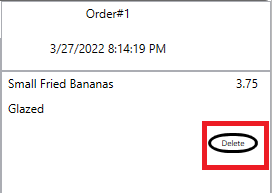 Order#1
3/27/2022 8:14:19 PM
Small Fried Bananas 3.75
Glazed
Delete